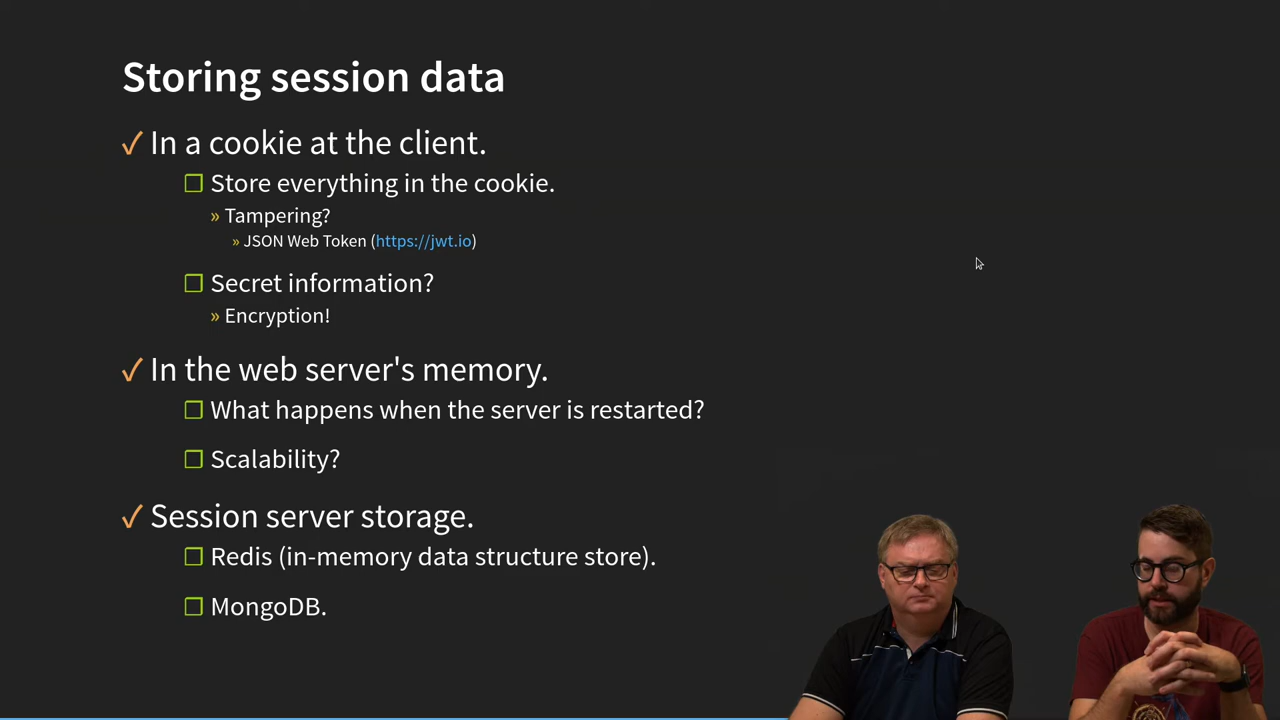 Storing session data
✓ In a cookie at the client.
❐ Store everything in the cookie.
» Tampering?
» JSON Web Token (https://jwt.io)
❐ Secret information?
» Encryption!
✓ In the web server's memory.
❐ What happens when the server is restarted?
❐ Scalability?
✓ Session server storage.
❐ Redis (in-memory data structure store).
❐ MongoDB.